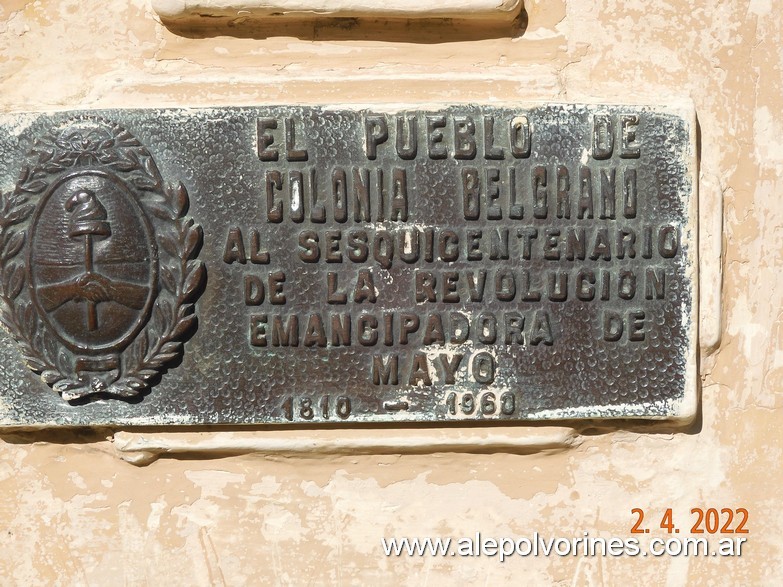 EL PUEBLO DE
COLONIA BELGRANO
AL SESQUICENTENARIO
DE LA REVOLUCION
EMANCIPADORA DE
MAYO
1810 - 1960
2. 4. 2022
www.alepolvorines.com.ar